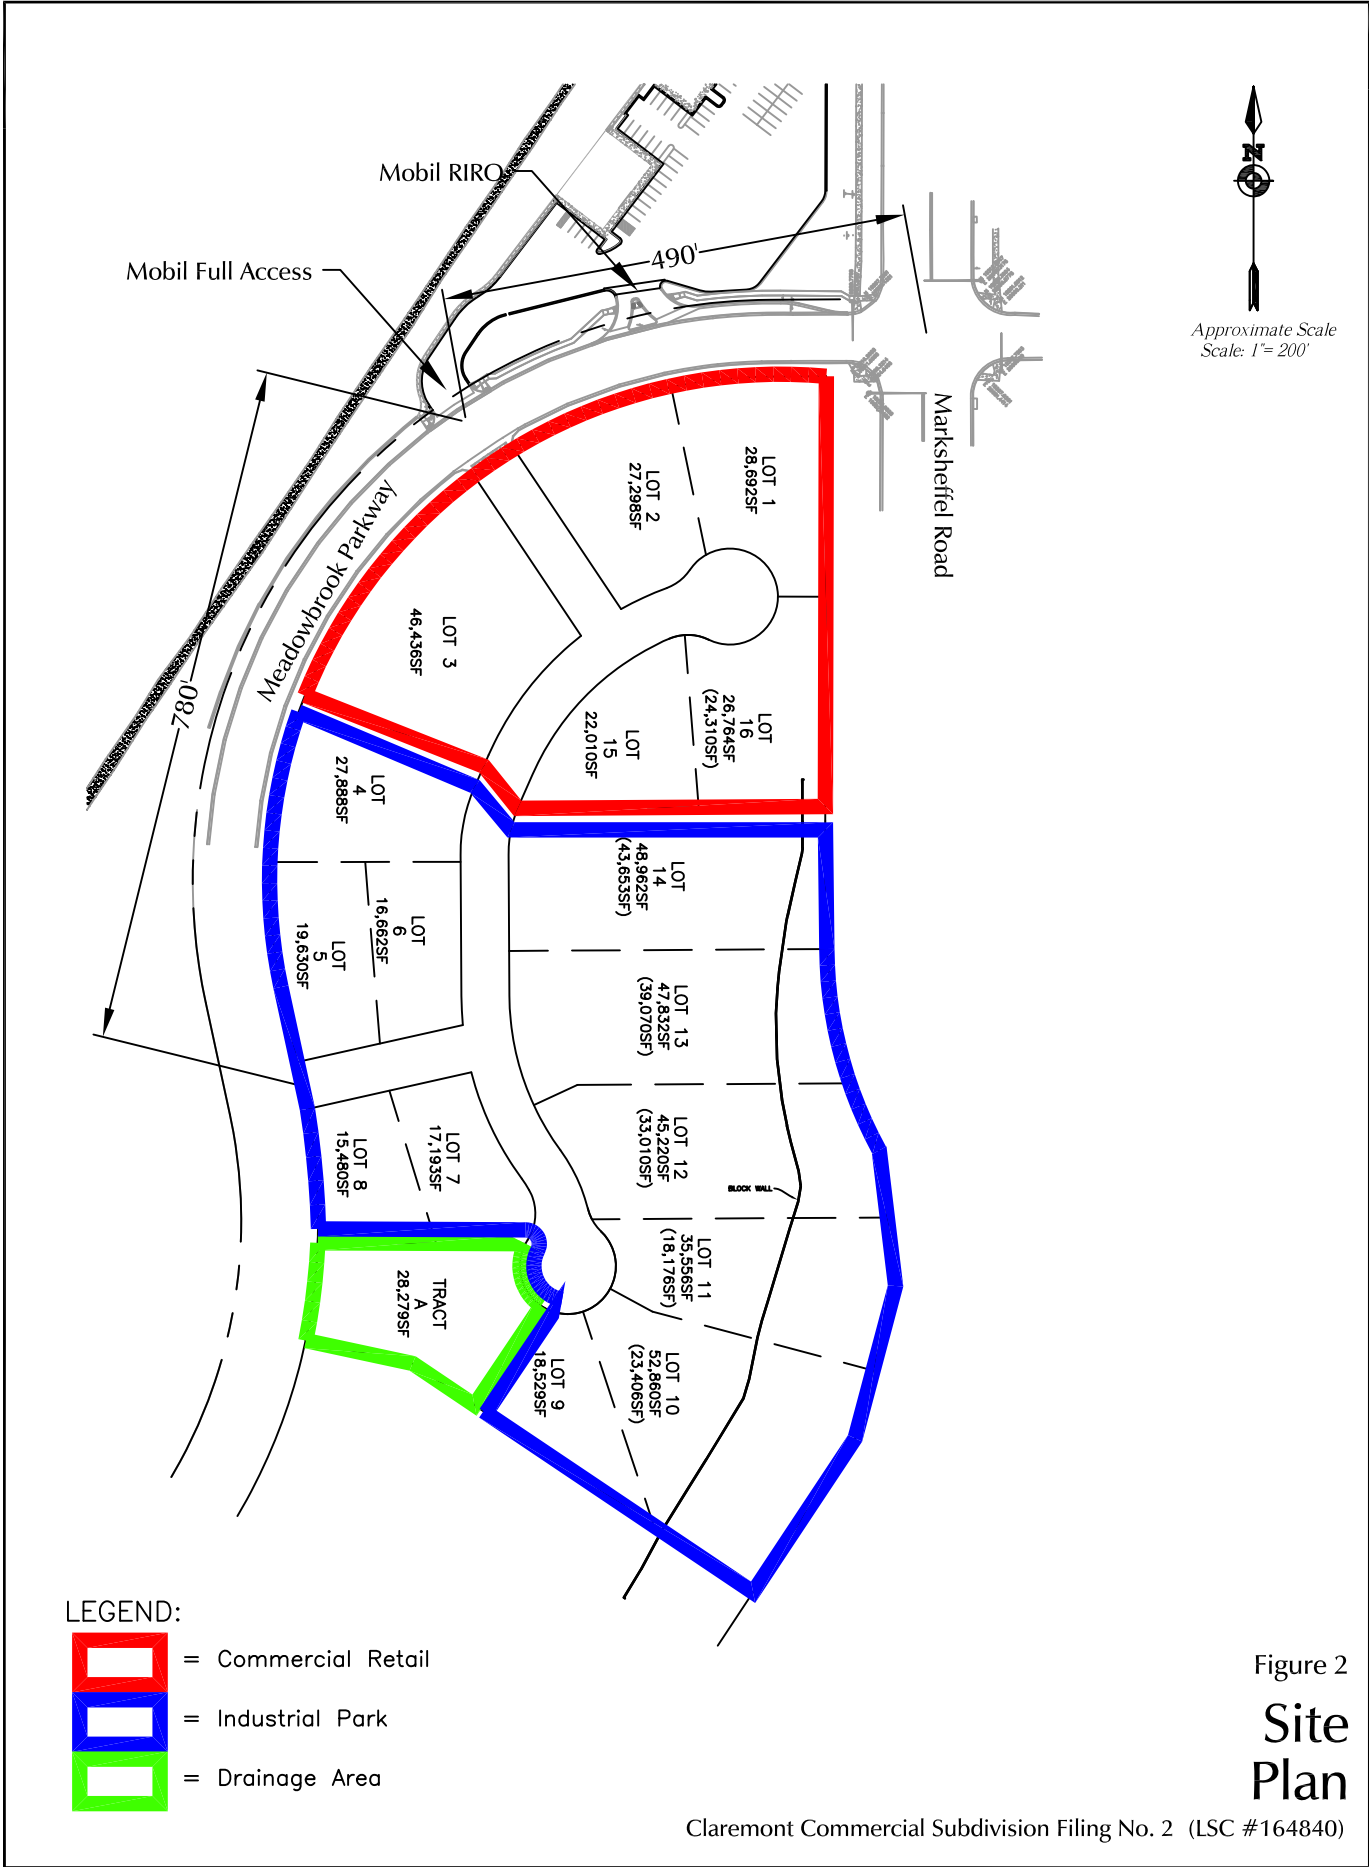 Mobil RIRO
490'
Mobil Full Access
N
Approximate Scale
Scale: 1"= 200'
Marksheffel Road
Meadowbrook Parkway
780'
LOT 1
28,692SF
LOT 2
27,298SF
LOT 3
46,436SF
LOT
16
26,764SF
(24,310SF)
LOT
15
22,010SF
LOT
4
27,888SF
LOT
14
48,962SF
(43,653SF)
LOT
6
16,662SF
LOT
5
19,630SF
LOT 13
47,832SF
(39,070SF)
LOT 12
45,220SF
(33,010SF)
LOT 7
17,193SF
LOT 8
15,480SF
BLOCK WALL
LOT 11
35,556SF
(18,176SF)
TRACT
A
28,279SF
LOT 10
52,860SF
(23,406SF)
LOT 9
18,529SF
LEGEND:
= Commercial Retail
= Industrial Park
= Drainage Area
Figure 2
Site
Plan
Claremont Commercial Subdivision Filing No. 2 (LSC #164840)